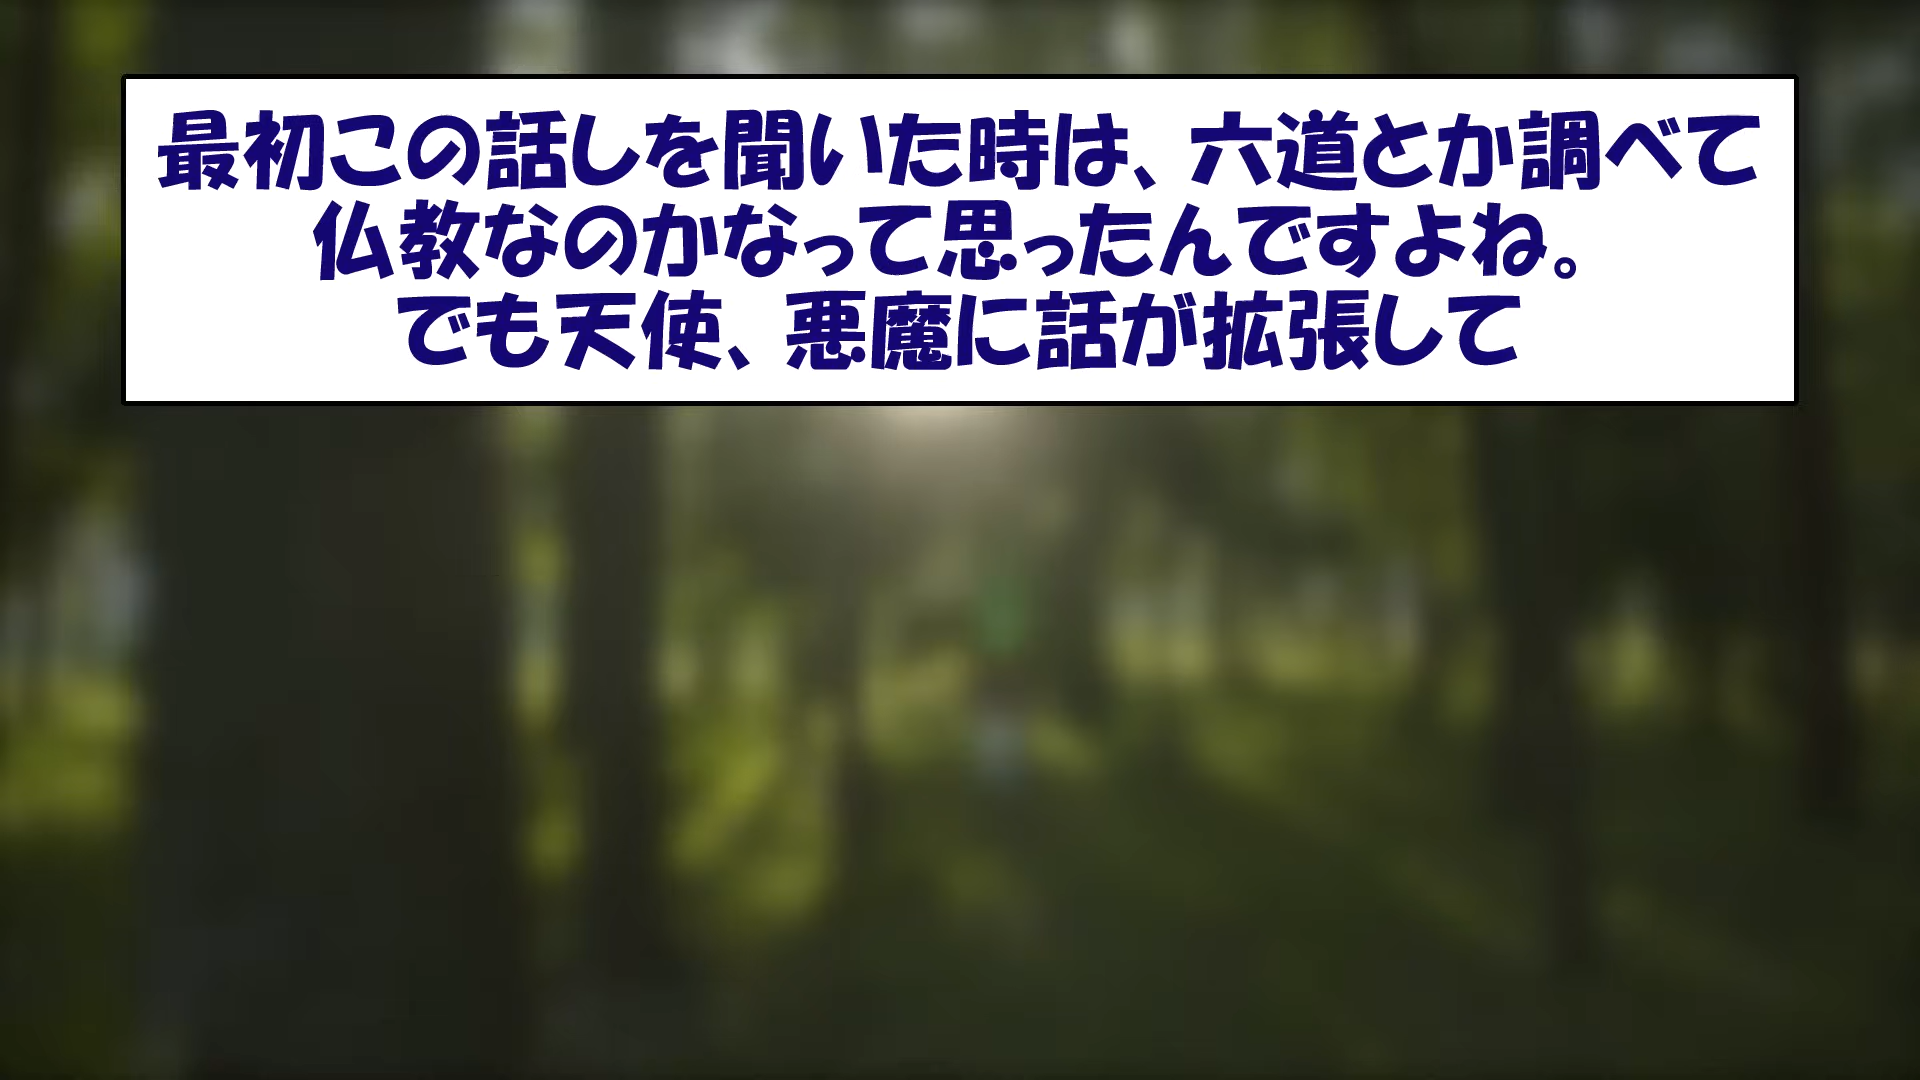 最初この話しを聞いた時は、六道とか調べて
仏教なのかなって思ったんですよね。
でも天使、悪魔に話が拡張して